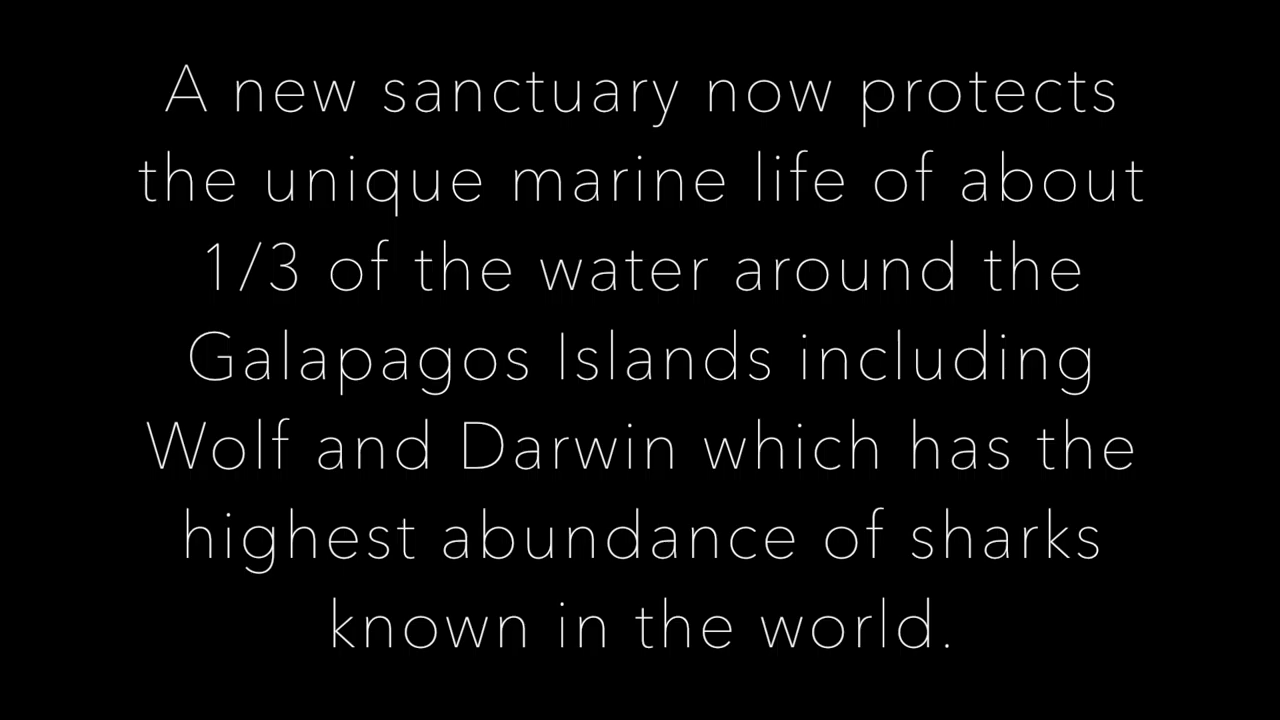 A new sanctuary now protects
the unique marine life of about
1/3 of the water around the
Galapagos Islands including
Wolf and Darwin which has the
highest abundance of sharks
known in the world.